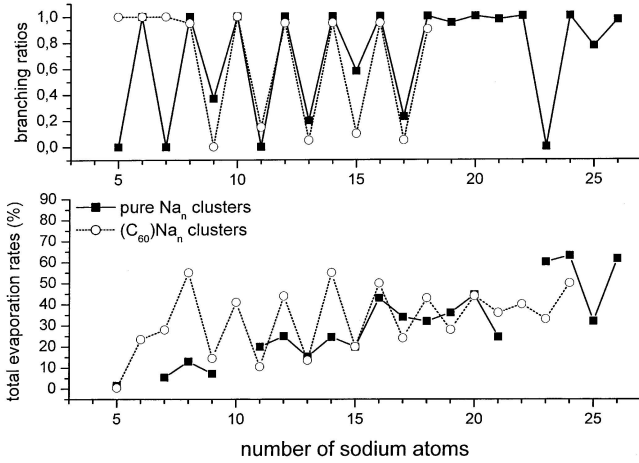 branching ratios
1,0
0,8
0,6
0,4
0,2
0,0
5 10 15 20 25
total evaporation rates (%)
90
80
70
60
50
40
30
20
10
0
pure Naₙ clusters
(C₆₀)Naₙ clusters
5 10 15 20 25
number of sodium atoms